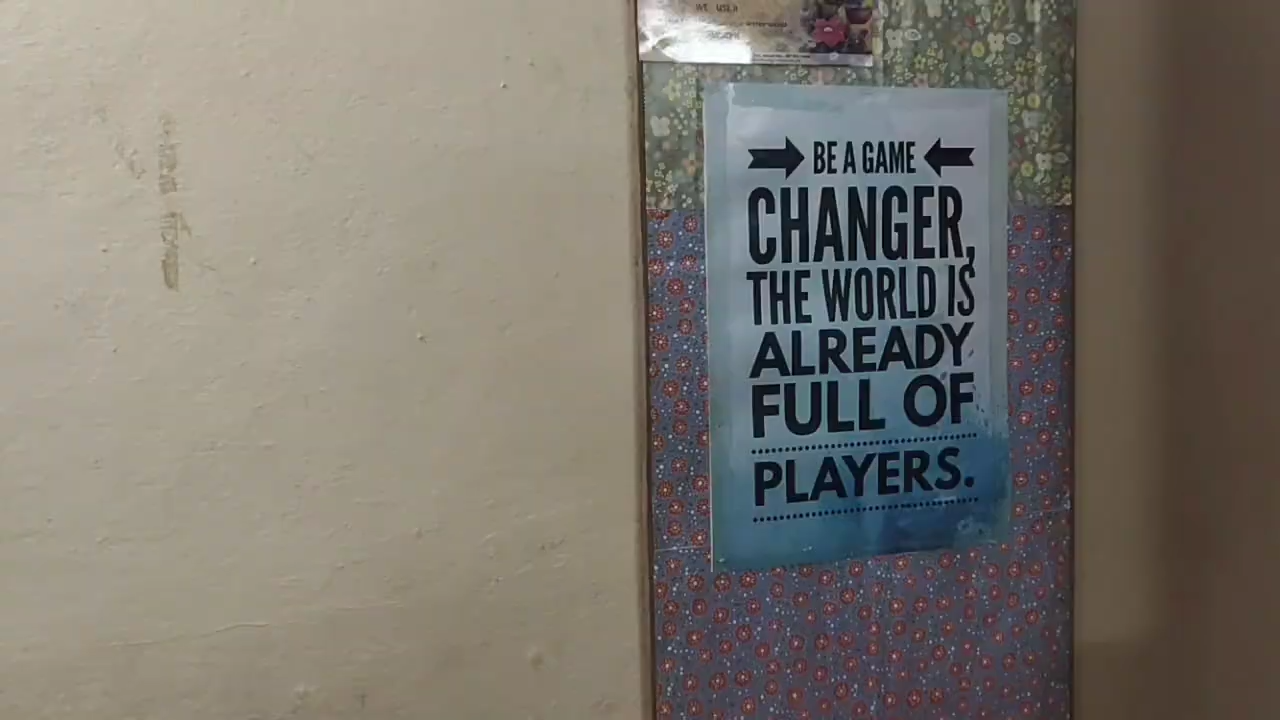 BE A GAME
CHANGER,
THE WORLD IS
ALREADY
FULL OF
PLAYERS.